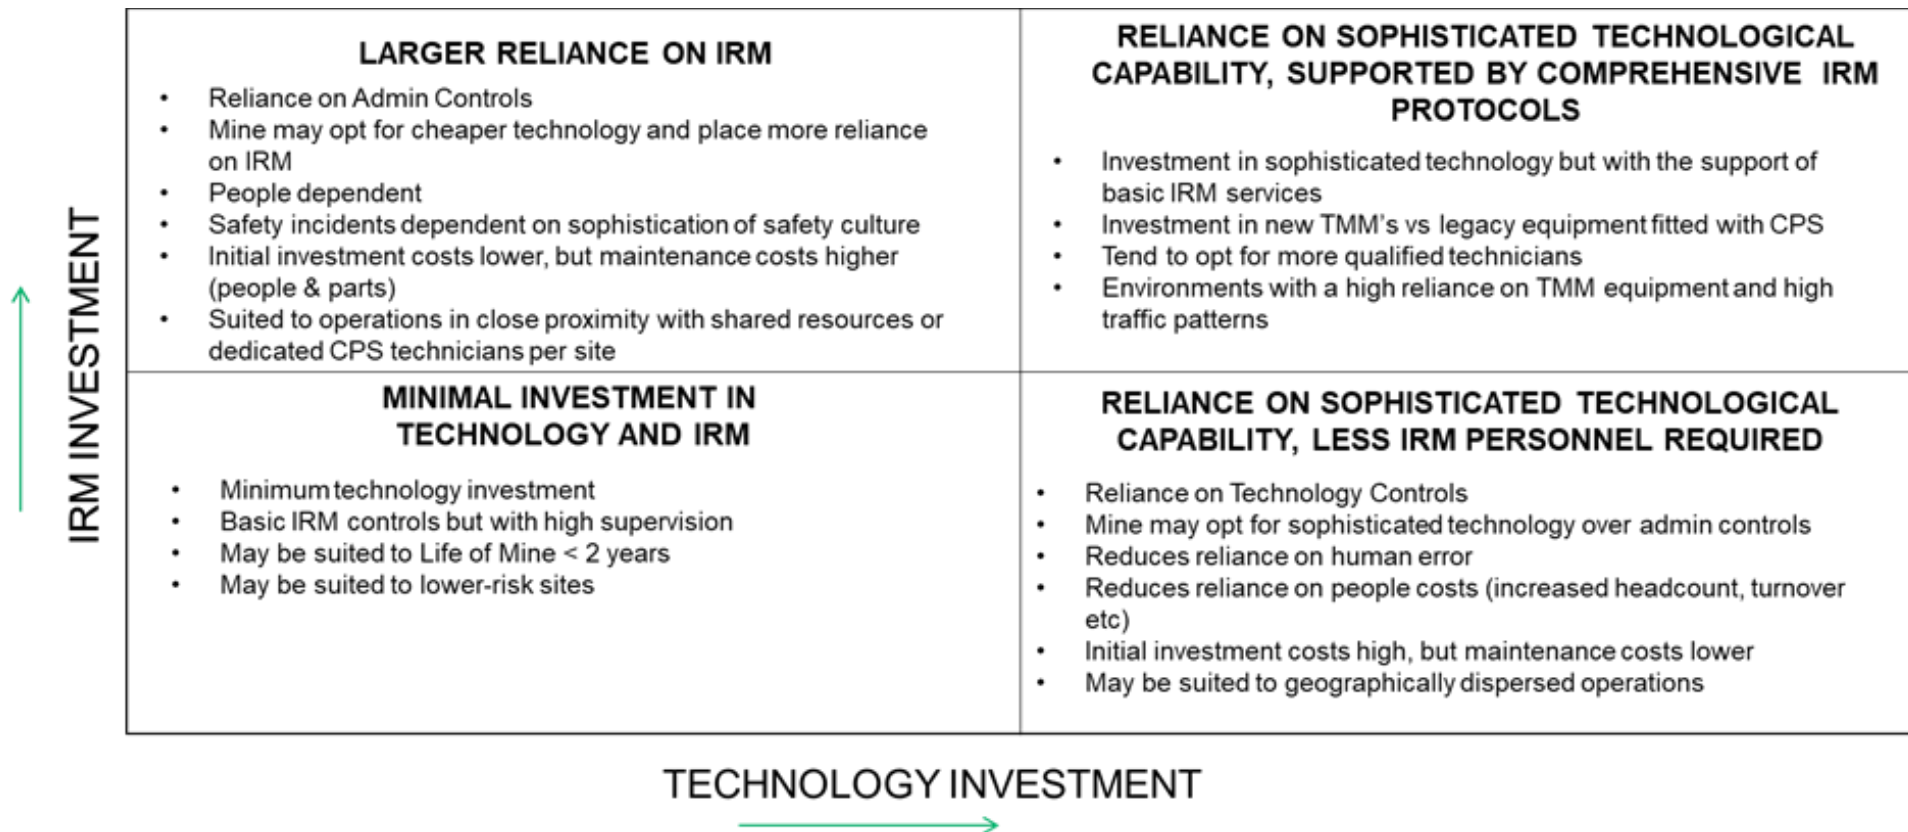 LARGER RELIANCE ON IRM
• Reliance on Admin Controls
• Mine may opt for cheaper technology and place more reliance
on IRM
• People dependent
• Safety incidents dependent on sophistication of safety culture
• Initial investment costs lower, but maintenance costs higher
(people & parts)
• Suited to operations in close proximity with shared resources or
dedicated CPS technicians per site
RELIANCE ON SOPHISTICATED TECHNOLOGICAL
CAPABILITY, SUPPORTED BY COMPREHENSIVE IRM
PROTOCOLS
• Investment in sophisticated technology but with the support of
basic IRM services
• Investment in new TMM's vs legacy equipment fitted with CPS
• Tend to opt for more qualified technicians
• Environments with a high reliance on TMM equipment and high
traffic patterns
MINIMAL INVESTMENT IN
TECHNOLOGY AND IRM
• Minimum technology investment
• Basic IRM controls but with high supervision
• May be suited to Life of Mine < 2 years
• May be suited to lower-risk sites
RELIANCE ON SOPHISTICATED TECHNOLOGICAL
CAPABILITY, LESS IRM PERSONNEL REQUIRED
• Reliance on Technology Controls
• Mine may opt for sophisticated technology over admin controls
• Reduces reliance on human error
• Reduces reliance on people costs (increased headcount, turnover
etc)
• Initial investment costs high, but maintenance costs lower
• May be suited to geographically dispersed operations
IRM INVESTMENT
TECHNOLOGY INVESTMENT